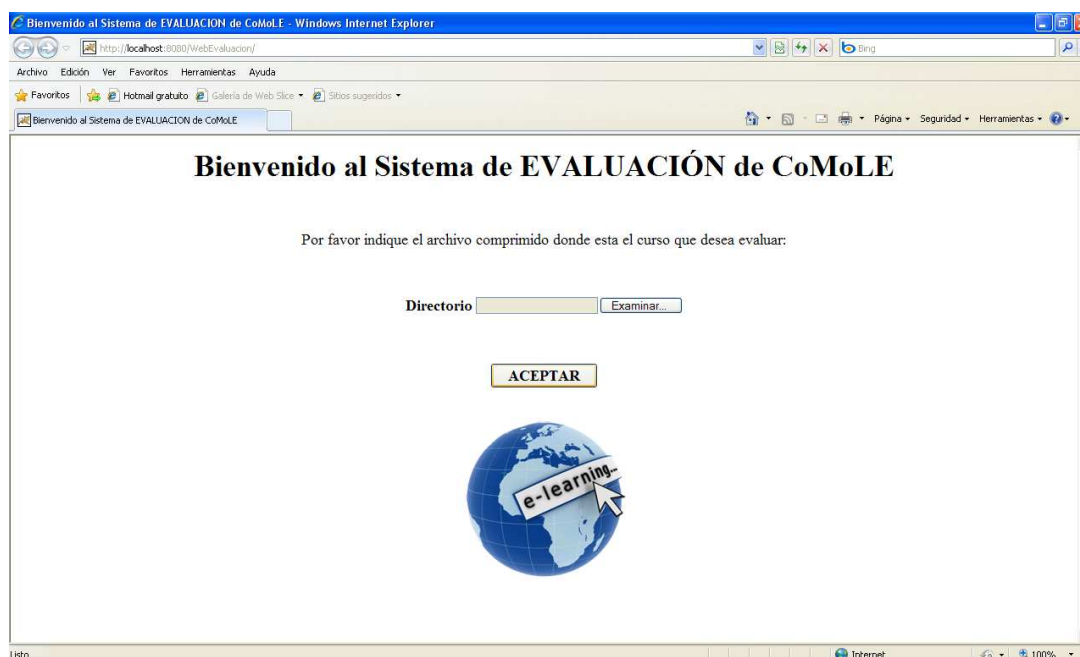 Bienvenido al Sistema de EVALUACION de CoMoLE - Windows Internet Explorer
http://localhost:8080/WebEvaluacion/
Bing
Archivo Edición Ver Favoritos Herramientas Ayuda
Favoritos Hotmail gratuito Galería de Web Slice Sitios sugeridos
Bienvenido al Sistema de EVALUACION de CoMoLE
Página Seguridad Herramientas
Bienvenido al Sistema de EVALUACIÓN de CoMoLE
Por favor indique el archivo comprimido donde esta el curso que desea evaluar:
Directorio Examinar...
ACEPTAR
e-learning...
Listo Internet 100%